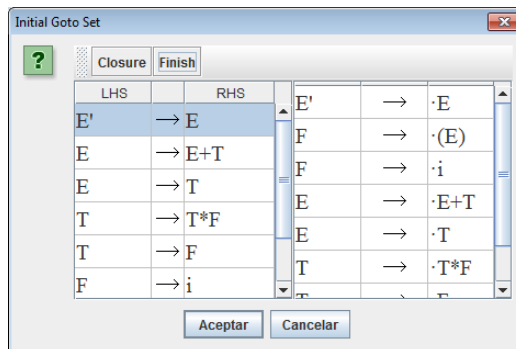 Initial Goto Set
?
Closure Finish
LHS RHS
E' → E
E → E+T
E → T
T → T*F
T → F
F → i
E' → ·E
F → ·(E)
F → ·i
E → ·E+T
E → ·T
T → ·T*F
Aceptar Cancelar